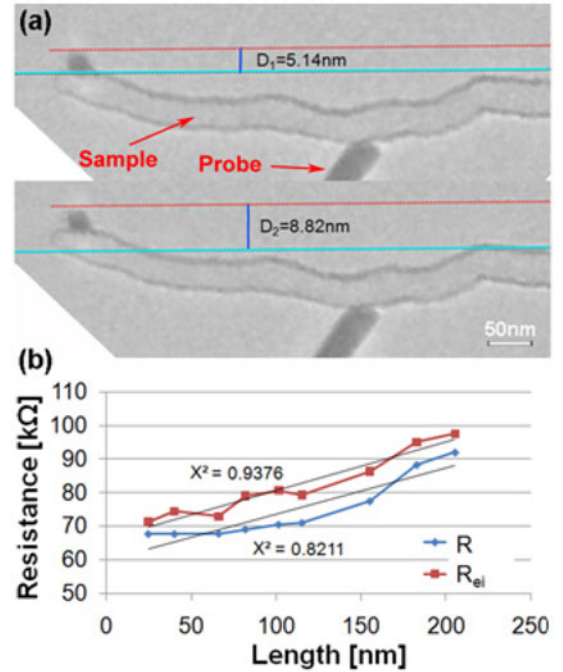 (a)
D₁=5.14nm
Sample
Probe
D₂=8.82nm
50nm
(b)
110
100
90
80
70
60
50
Resistance [kΩ]
X² = 0.9376
X² = 0.8211
R
Rₑᵢ
0 50 100 150 200 250
Length [nm]